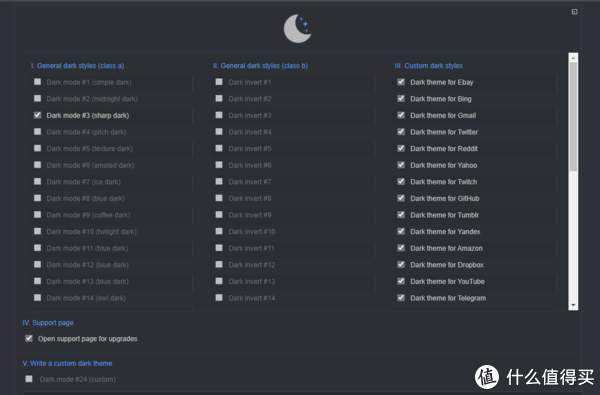 I. General dark styles (class a)
Dark mode #1 (simple dark)
Dark mode #2 (midnight dark)
Dark mode #3 (sharp dark)
Dark mode #4 (pitch dark)
Dark mode #5 (texture dark)
Dark mode #6 (amoled dark)
Dark mode #7 (ice dark)
Dark mode #8 (blue dark)
Dark mode #9 (coffee dark)
Dark mode #10 (twilight dark)
Dark mode #11 (blue dark)
Dark mode #12 (blue dark)
Dark mode #13 (blue dark)
Dark mode #14 (owl dark)
II. General dark styles (class b)
Dark invert #1
Dark invert #2
Dark invert #3
Dark invert #4
Dark invert #5
Dark invert #6
Dark invert #7
Dark invert #8
Dark invert #9
Dark invert #10
Dark invert #11
Dark invert #12
Dark invert #13
Dark invert #14
III. Custom dark styles
Dark theme for Ebay
Dark theme for Bing
Dark theme for Gmail
Dark theme for Twitter
Dark theme for Reddit
Dark theme for Yahoo
Dark theme for Twitch
Dark theme for GitHub
Dark theme for Tumblr
Dark theme for Yandex
Dark theme for Amazon
Dark theme for Dropbox
Dark theme for YouTube
Dark theme for Telegram
IV. Support page
Open support page for upgrades
V. Write a custom dark theme
Dark mode #24 (custom)
值 什么值得买